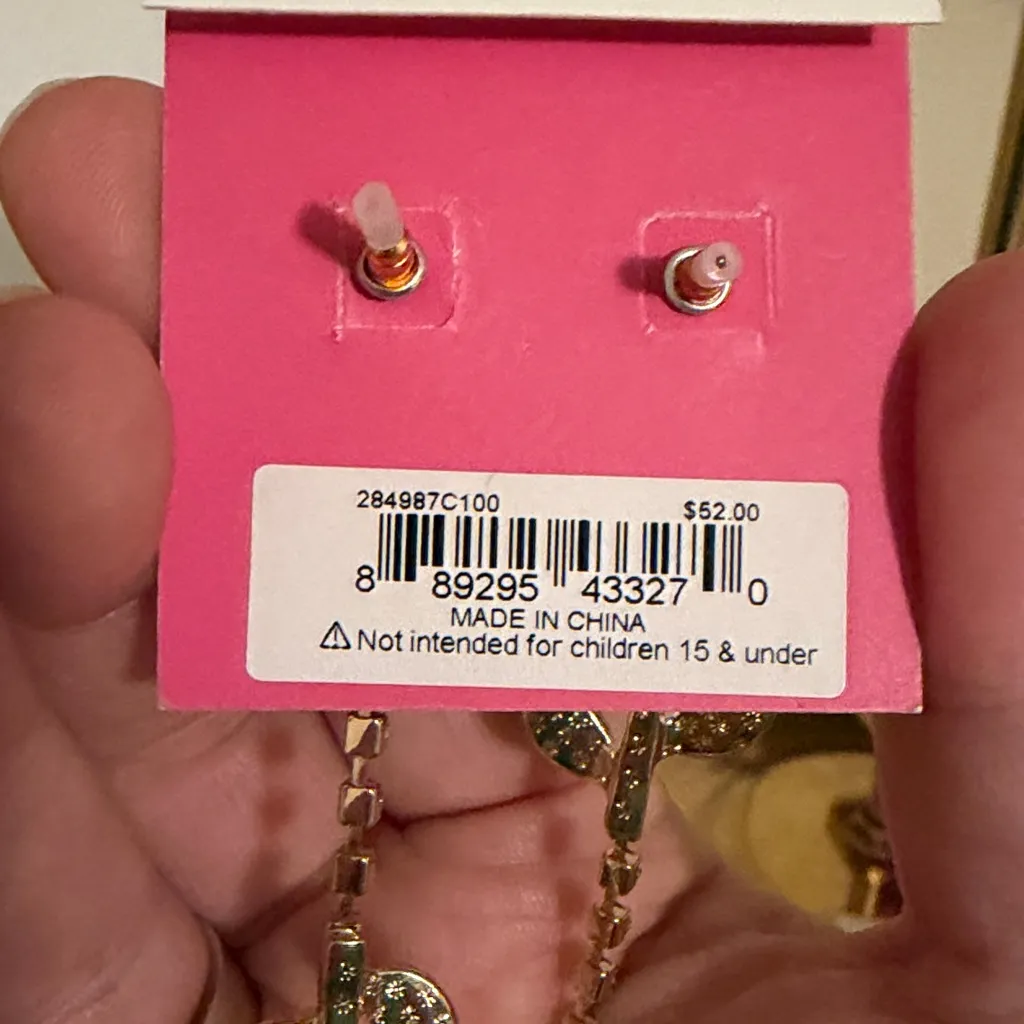 284987C100 $52.00
8 89295 43327 0
MADE IN CHINA
⚠ Not intended for children 15 & under